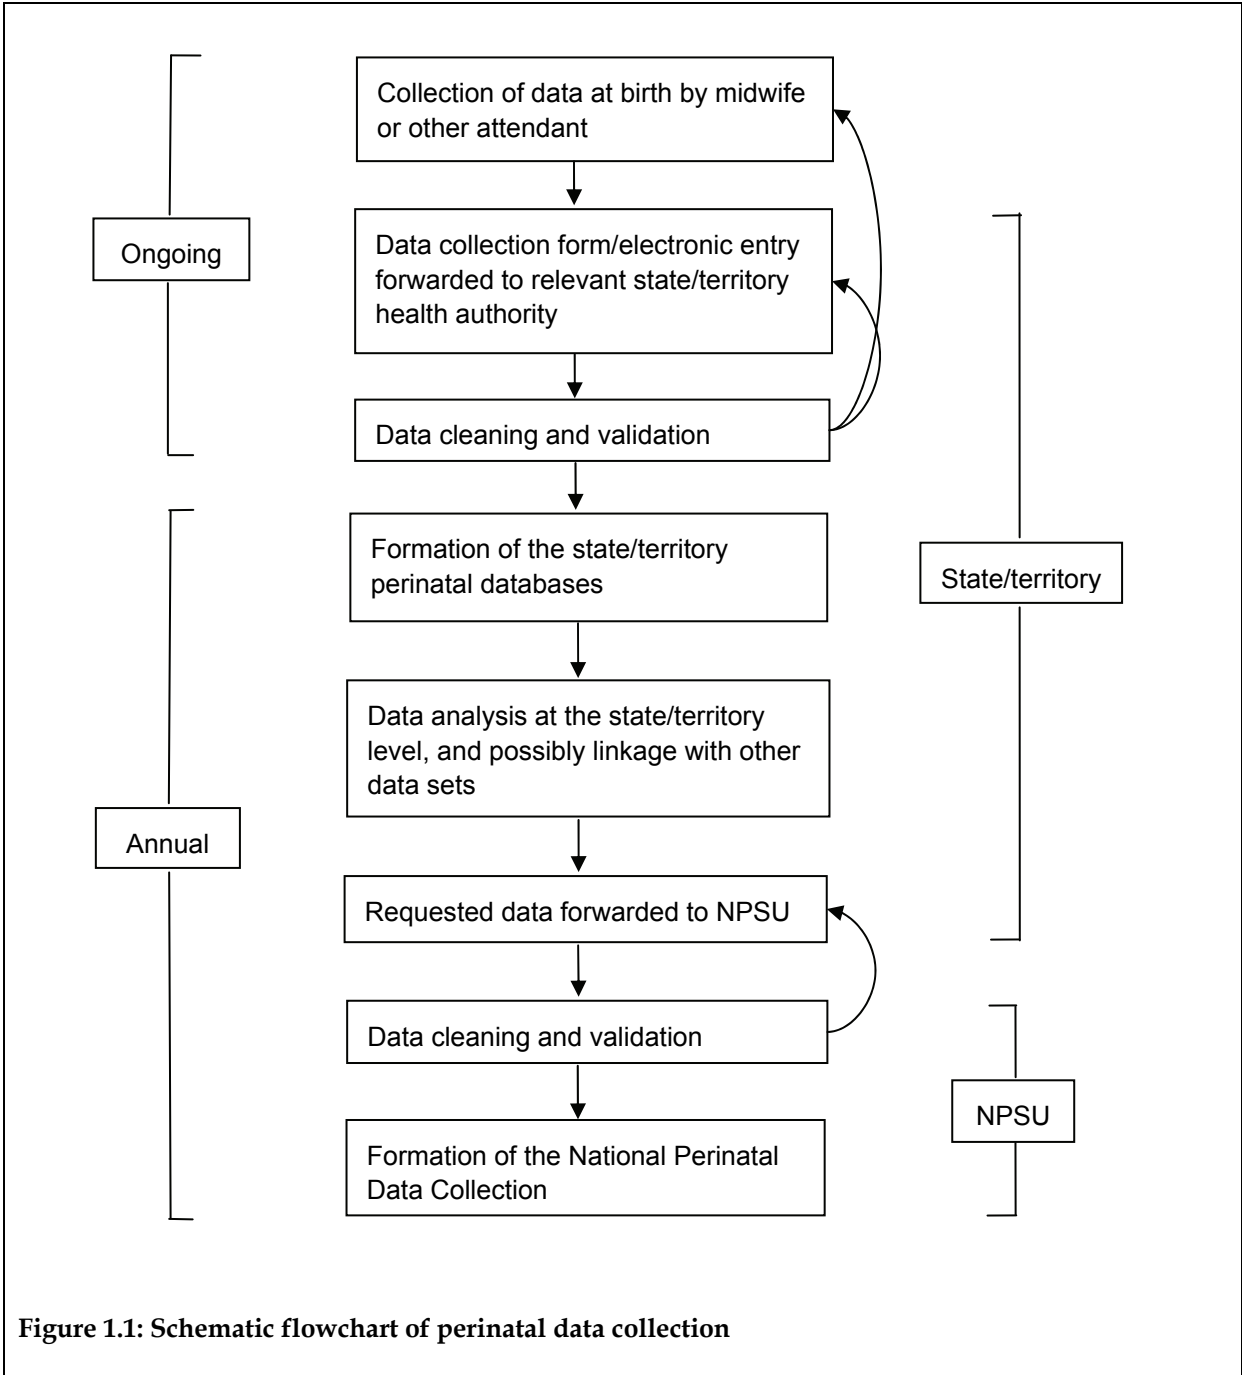 Collection of data at birth by midwife
or other attendant
Ongoing
Data collection form/electronic entry
forwarded to relevant state/territory
health authority
Data cleaning and validation
Formation of the state/territory
perinatal databases
State/territory
Data analysis at the state/territory
level, and possibly linkage with other
data sets
Annual
Requested data forwarded to NPSU
Data cleaning and validation
NPSU
Formation of the National Perinatal
Data Collection
Figure 1.1: Schematic flowchart of perinatal data collection